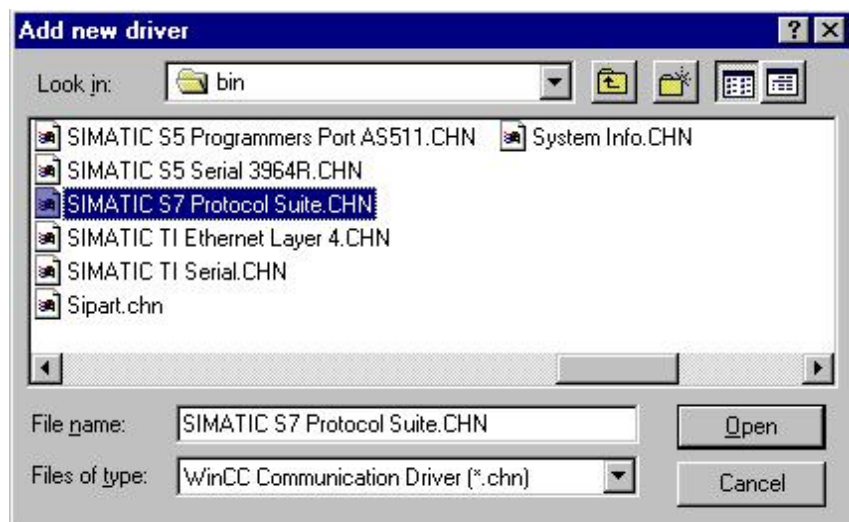 Add new driver
Look in: bin
SIMATIC S5 Programmers Port AS511.CHN System Info.CHN
SIMATIC S5 Serial 3964R.CHN
SIMATIC S7 Protocol Suite.CHN
SIMATIC TI Ethernet Layer 4.CHN
SIMATIC TI Serial.CHN
Sipart.chn
File name: SIMATIC S7 Protocol Suite.CHN Open
Files of type: WinCC Communication Driver (*.chn) Cancel